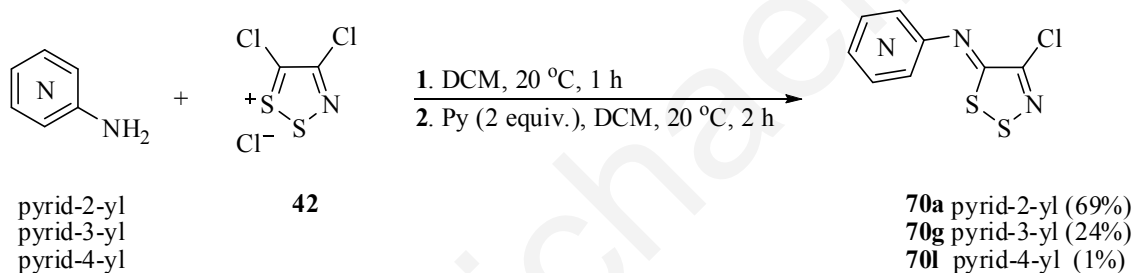 N
NH2
+
Cl
Cl
+
S
N
S
Cl−
1. DCM, 20 °C, 1 h
2. Py (2 equiv.), DCM, 20 °C, 2 h
N
N
Cl
S
N
S
pyrid-2-yl
pyrid-3-yl
pyrid-4-yl
42
70a pyrid-2-yl (69%)
70g pyrid-3-yl (24%)
70l pyrid-4-yl (1%)